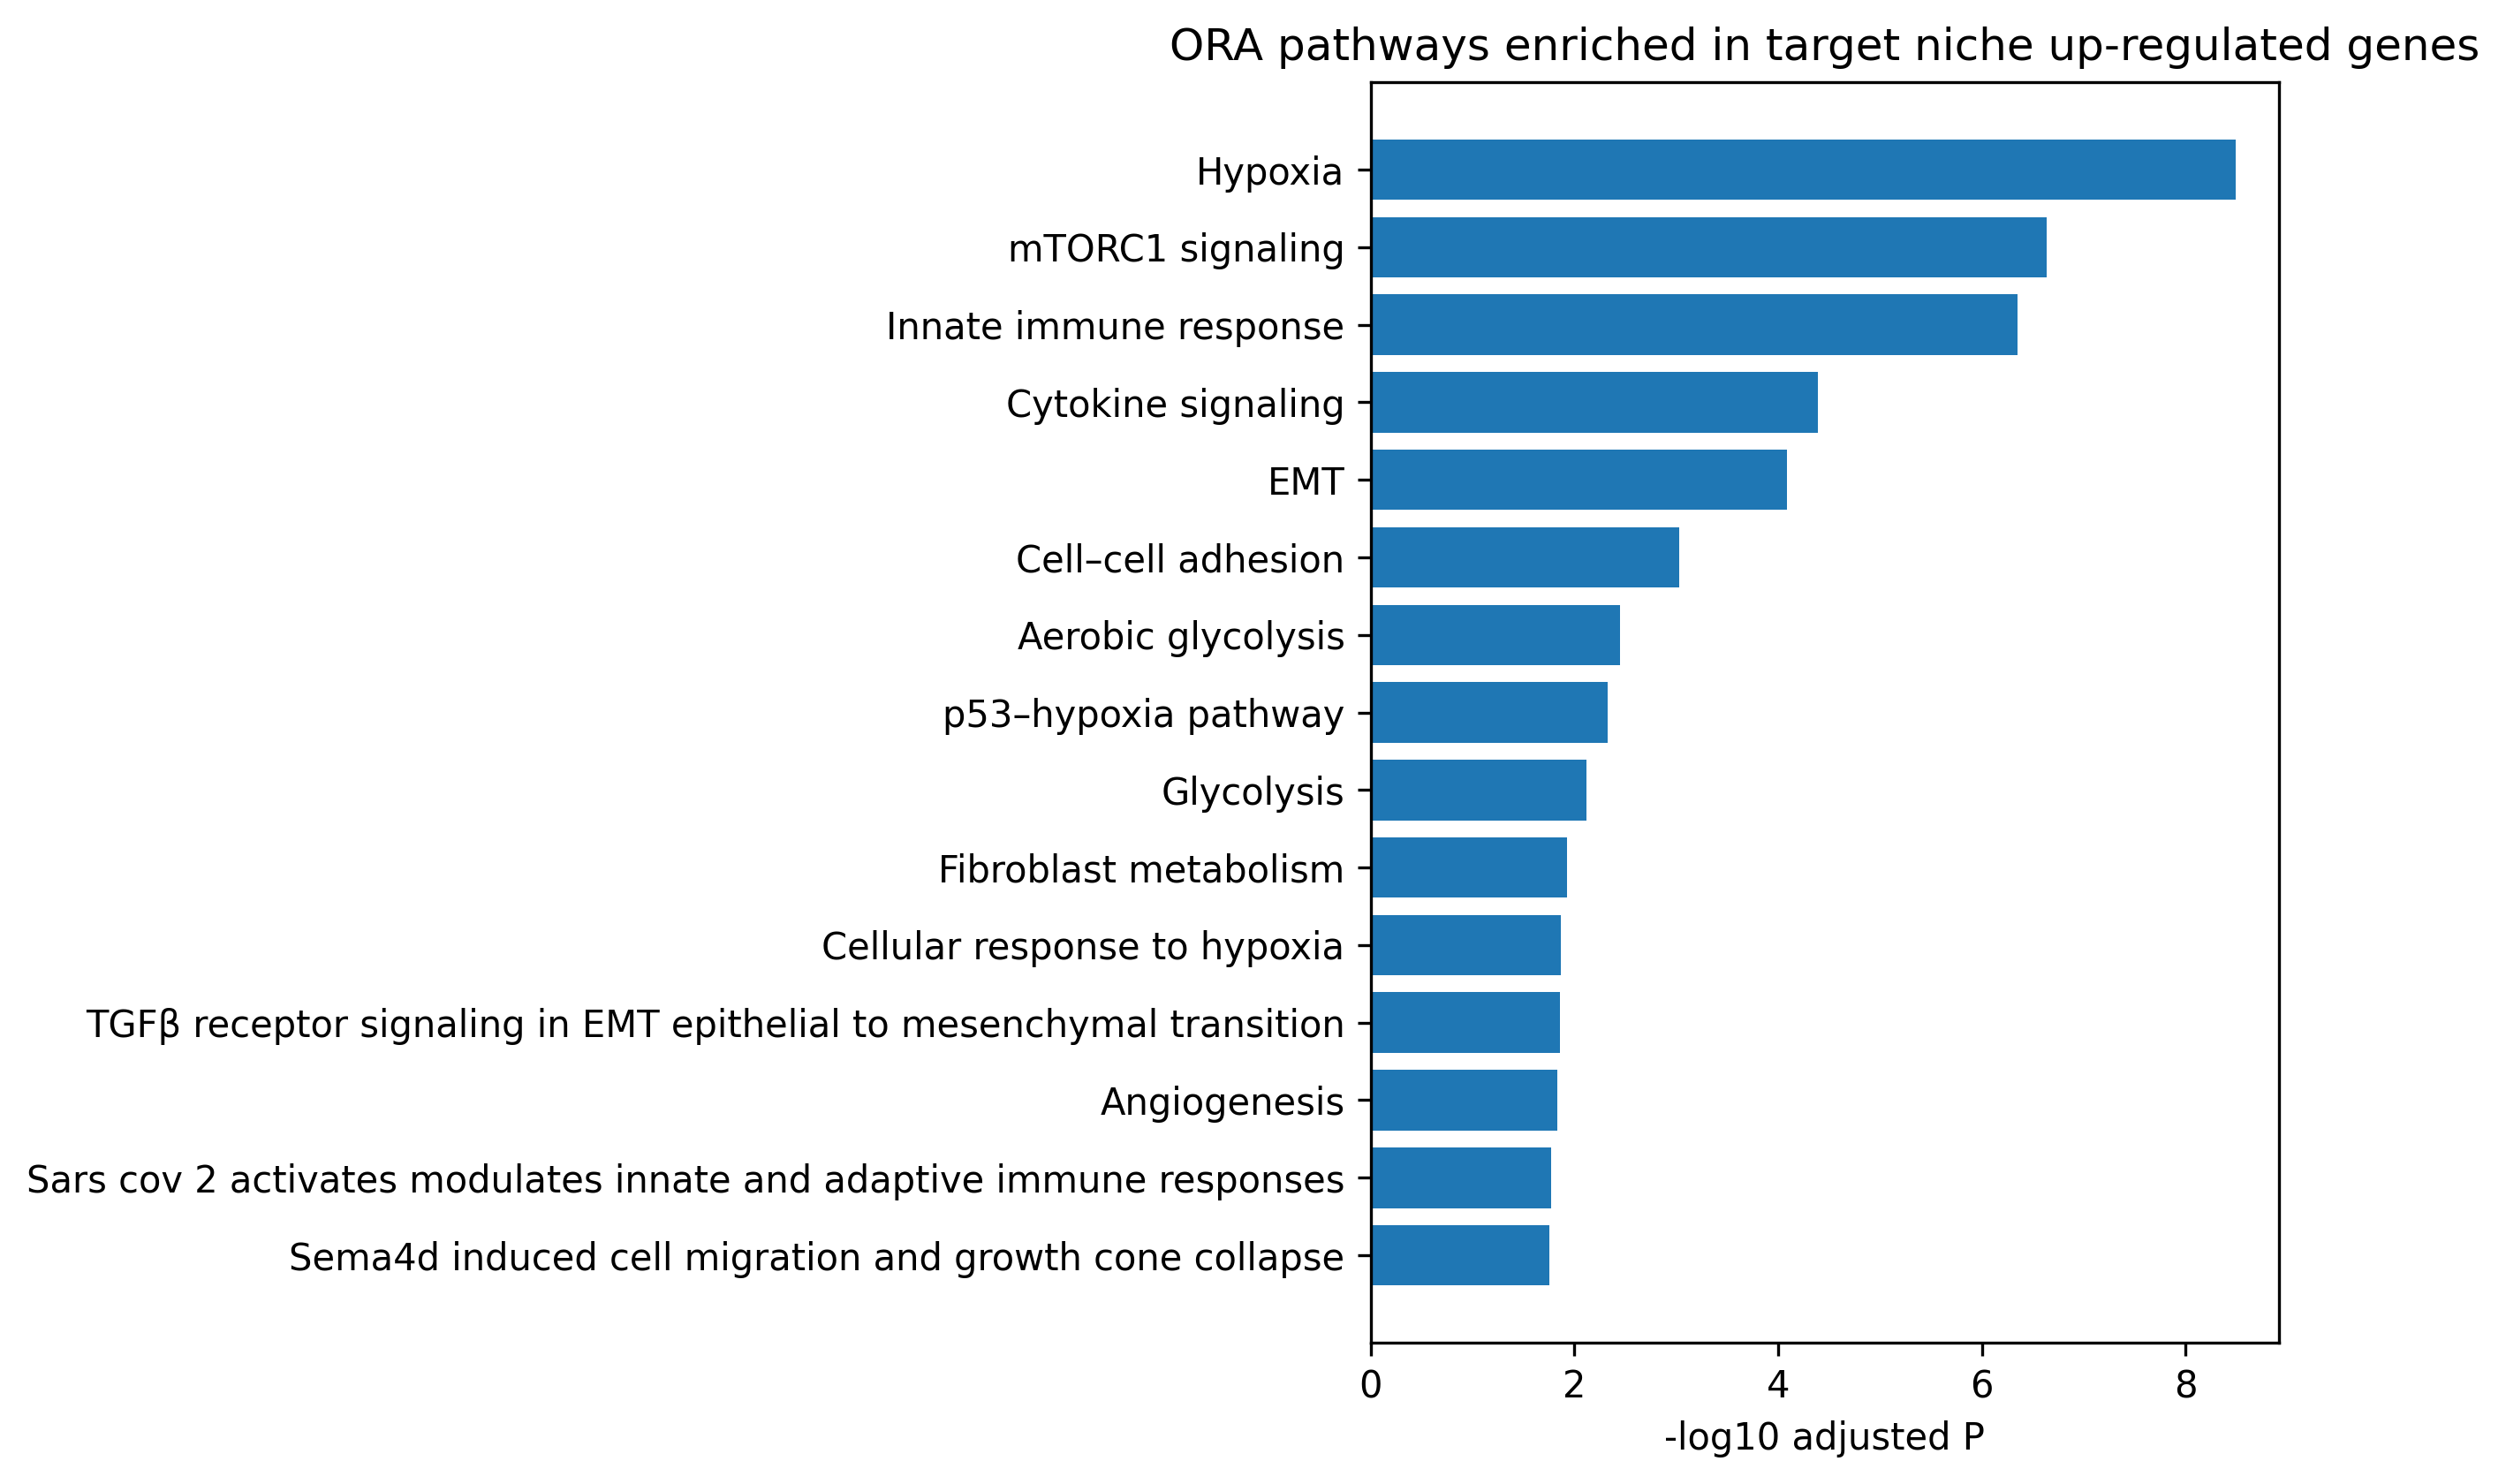 ORA pathways enriched in target niche up-regulated genes
Hypoxia
mTORC1 signaling
Innate immune response
Cytokine signaling
EMT
Cell–cell adhesion
Aerobic glycolysis
p53–hypoxia pathway
Glycolysis
Fibroblast metabolism
Cellular response to hypoxia
TGFβ receptor signaling in EMT epithelial to mesenchymal transition
Angiogenesis
Sars cov 2 activates modulates innate and adaptive immune responses
Sema4d induced cell migration and growth cone collapse
0 2 4 6 8
-log10 adjusted P